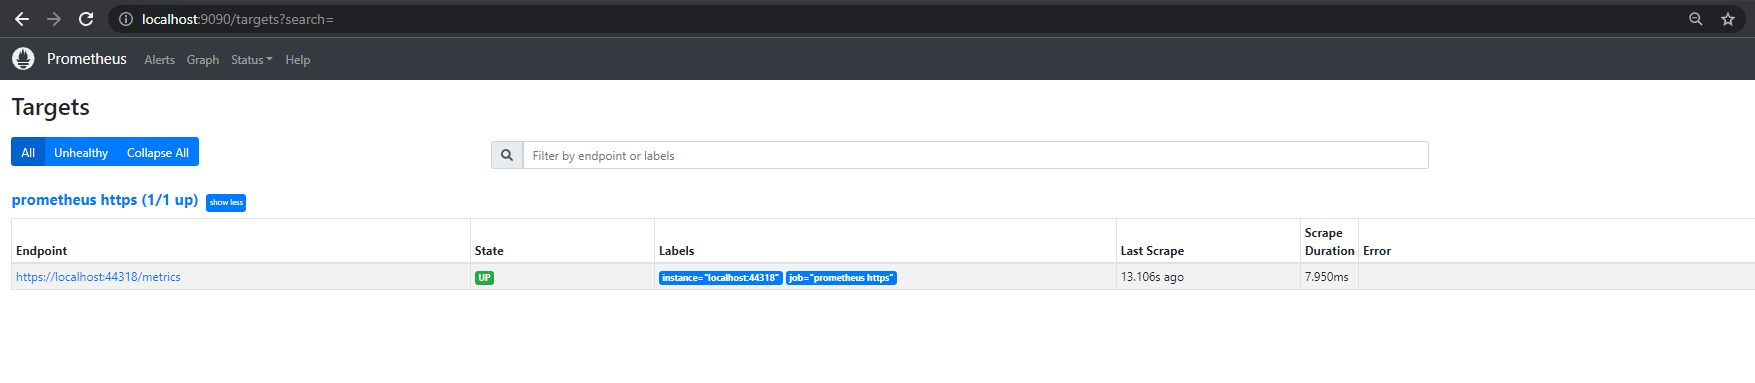 localhost:9090/targets?search=
Prometheus Alerts Graph Status Help
Targets
All Unhealthy Collapse All
Filter by endpoint or labels
prometheus https (1/1 up) show less
Endpoint State Labels Last Scrape Scrape Duration Error
https://localhost:44318/metrics UP instance="localhost:44318" job="prometheus https" 13.106s ago 7.950ms